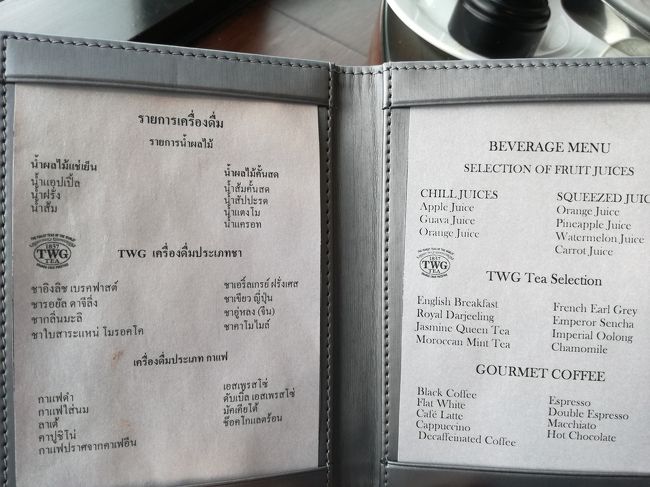 รายการเครื่องดื่ม
รายการน้ำผลไม้
น้ำผลไม้แช่เย็น
น้ำแอปเปิ้ล
น้ำฝรั่ง
น้ำส้ม
น้ำผลไม้คั้นสด
น้ำส้มคั้นสด
น้ำสัปปะรด
น้ำแตงโม
น้ำแครอท
1837
TWG
TEA
TWG เครื่องดื่มประเภทชา
ชาอิงลิช เบรคฟาสต์
ชารอยัล ดาจีลิ่ง
ชากลิ่นมะลิ
ชาใบสาระแหน่ โมรอคโค
ชาเอริ์ลเกรย์ ฝรั่งเศส
ชาเขียว ญี่ปุ่น
ชาอู่หลง (จีน)
ชาคาโมไมล์
เครื่องดื่มประเภท กาแฟ
กาแฟดำ
กาแฟใส่นม
ลาเต้
คาปูชิโน่
กาแฟปราศจากคาเฟอีน
เอสเพรสโซ่
ดับเบิ้ล เอสเพรสโซ่
มัคเคียโต้
ช๊อคโกแลตร้อน
BEVERAGE MENU
SELECTION OF FRUIT JUICES
CHILL JUICES
Apple Juice
Guava Juice
Orange Juice
SQUEEZED JUIC
Orange Juice
Pineapple Juice
Watermelon Juice
Carrot Juice
1837
TWG
TEA
TWG Tea Selection
English Breakfast
Royal Darjeeling
Jasmine Queen Tea
Moroccan Mint Tea
French Earl Grey
Emperor Sencha
Imperial Oolong
Chamomile
GOURMET COFFEE
Black Coffee
Flat White
Café Latte
Cappuccino
Decaffeinated Coffee
Espresso
Double Espresso
Macchiato
Hot Chocolate